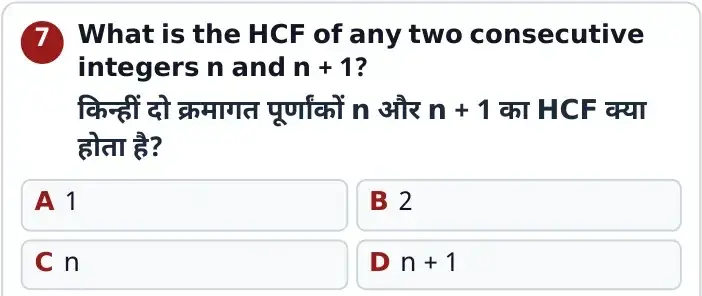 7 What is the HCF of any two consecutive
integers n and n + 1?
किन्हीं दो क्रमागत पूर्णांकों n और n + 1 का HCF क्या
होता है?
A 1
B 2
C n
D n + 1